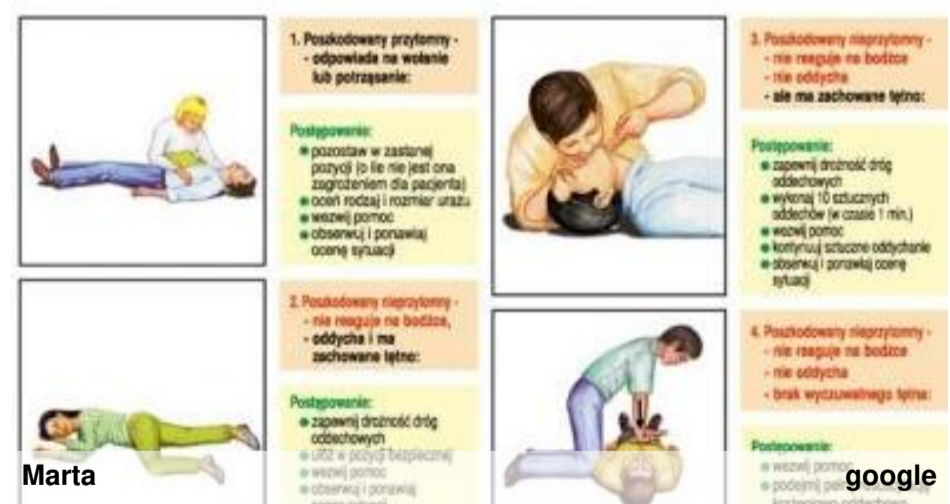 1. Poszkodowany przytomny -
- odpowiada na wołanie
lub potrząsanie:
Postępowanie:
pozostaw w zastanej
pozycji (o ile nie jest ona
zagrożeniem dla pacjenta)
oceń rodzaj i rozmiar urazu
wezwij pomoc
obserwuj i ponawiaj
ocenę sytuacji
2. Poszkodowany nieprzytomny -
- nie reaguje na bodźce,
- oddycha i ma
zachowane tętno:
Postępowanie:
zapewnij drożność dróg
oddechowych
ułóż w pozycji bezpiecznej
wezwij pomoc
obserwuj i ponawiaj
3. Poszkodowany nieprzytomny -
- nie reaguje na bodźce
- nie oddycha
- ale ma zachowane tętno:
Postępowanie:
zapewnij drożność dróg
oddechowych
wykonaj 10 sztucznych
oddechów (w czasie 1 min.)
wezwij pomoc
kontynuuj sztuczne oddychanie
obserwuj i ponawiaj ocenę
sytuacji
4. Poszkodowany nieprzytomny -
- nie reaguje na bodźce
- nie oddycha
- brak wyczuwalnego tętna:
Postępowanie:
wezwij pomoc
podejmij
Marta
google